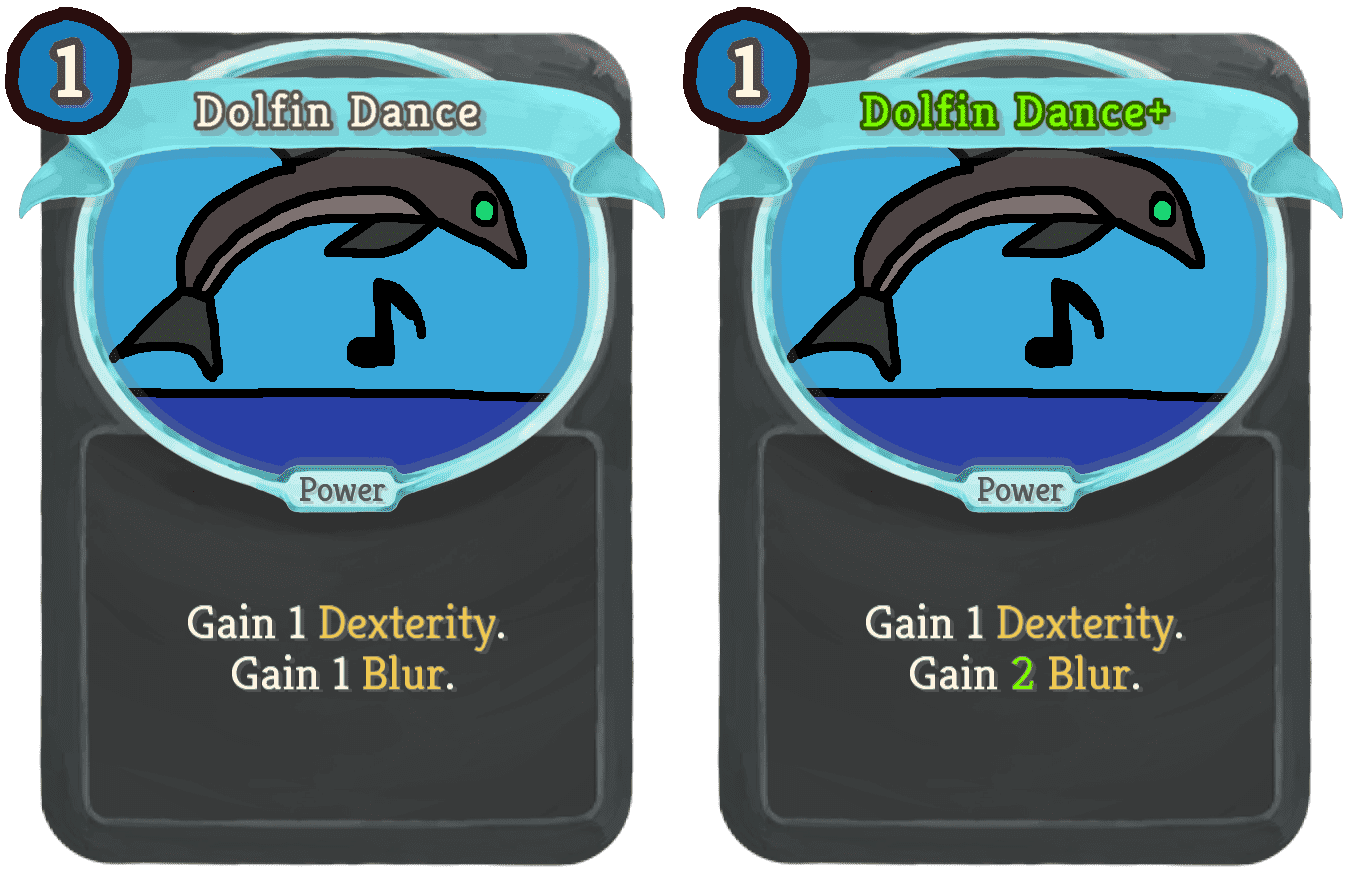 1
Dolfin Dance
Power
Gain 1 Dexterity.
Gain 1 Blur.
1
Dolfin Dance+
Power
Gain 1 Dexterity.
Gain 2 Blur.